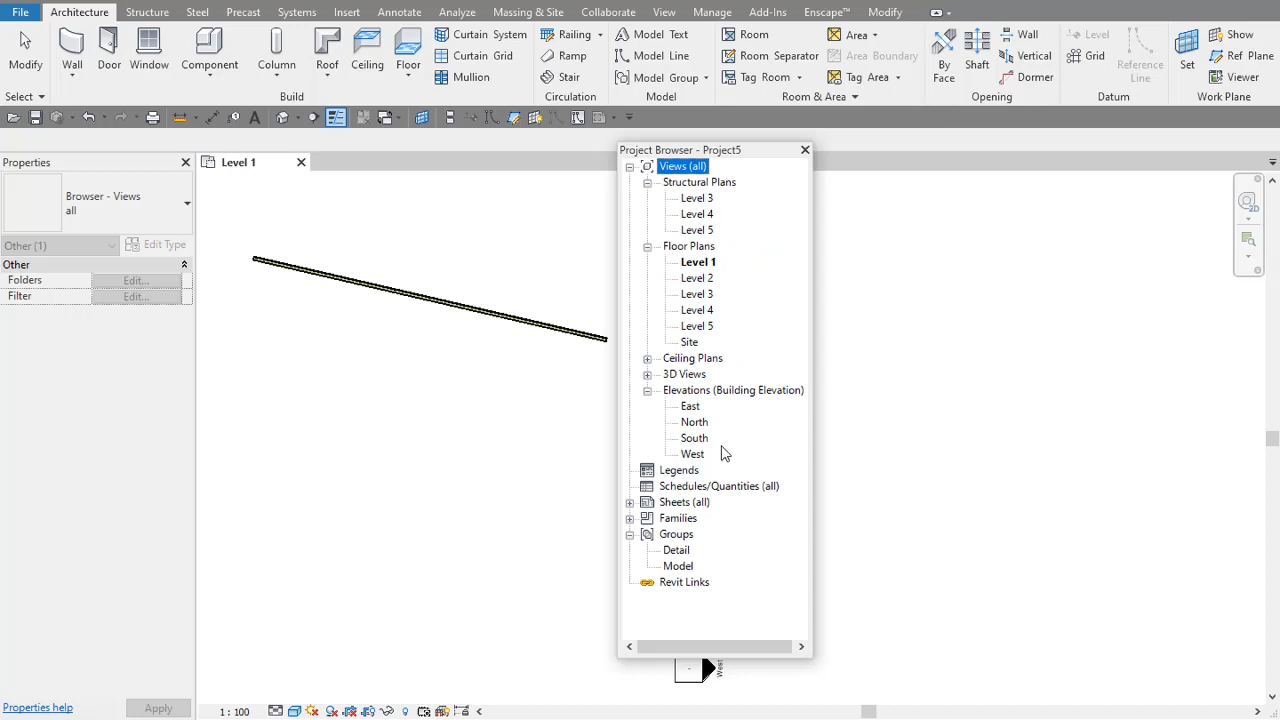 File Architecture Structure Steel Precast Systems Insert Annotate Analyze Massing & Site Collaborate View Manage Add-Ins Enscape™ Modify
Modify
Wall
Door
Window
Component
Column
Roof
Ceiling
Floor
Curtain System
Curtain Grid
Mullion
Railing
Ramp
Stair
Model Text
Model Line
Model Group
Room
Room Separator
Tag Room
Area
Area Boundary
Tag Area
By Face
Shaft
Wall
Vertical
Dormer
Level
Grid
Reference Line
Set
Show
Ref Plane
Viewer
Select Build Circulation Model Room & Area Opening Datum Work Plane
Properties
Browser - Views
all
Other (1) Edit Type
Other
Folders Edit...
Filter Edit...
Level 1
Project Browser - Project5
Views (all)
Structural Plans
Level 3
Level 4
Level 5
Floor Plans
Level 1
Level 2
Level 3
Level 4
Level 5
Site
Ceiling Plans
3D Views
Elevations (Building Elevation)
East
North
South
West
Legends
Schedules/Quantities (all)
Sheets (all)
Families
Groups
Detail
Model
Revit Links
2D
West
Properties help
Apply
1 : 100